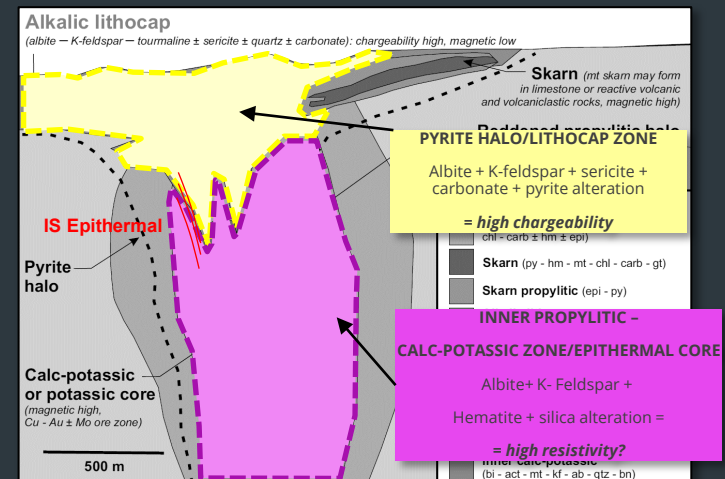 Alkalic lithocap
(albite — K-feldspar — tourmaline ± sericite ± quartz ± carbonate): chargeability high, magnetic low
Skarn (mt skarn may form
in limestone or reactive volcanic
and volcaniclastic rocks, magnetic high)
Reddened propylitic halo
PYRITE HALO/LITHOCAP ZONE
Albite + K-feldspar + sericite +
carbonate + pyrite alteration
= high chargeability
chl - carb ± hm ± epi)
IS Epithermal
Pyrite
halo
Skarn (py - hm - mt - chl - carb - gt)
Skarn propylitic (epi - py)
INNER PROPYLITIC –
CALC-POTASSIC ZONE/EPITHERMAL CORE
Albite+ K- Feldspar +
Hematite + silica alteration =
= high resistivity?
Calc-potassic
or potassic core
(magnetic high,
Cu - Au ± Mo ore zone)
500 m
Inner calc-potassic
(bi - act - mt - kf - ab - qtz - bn)